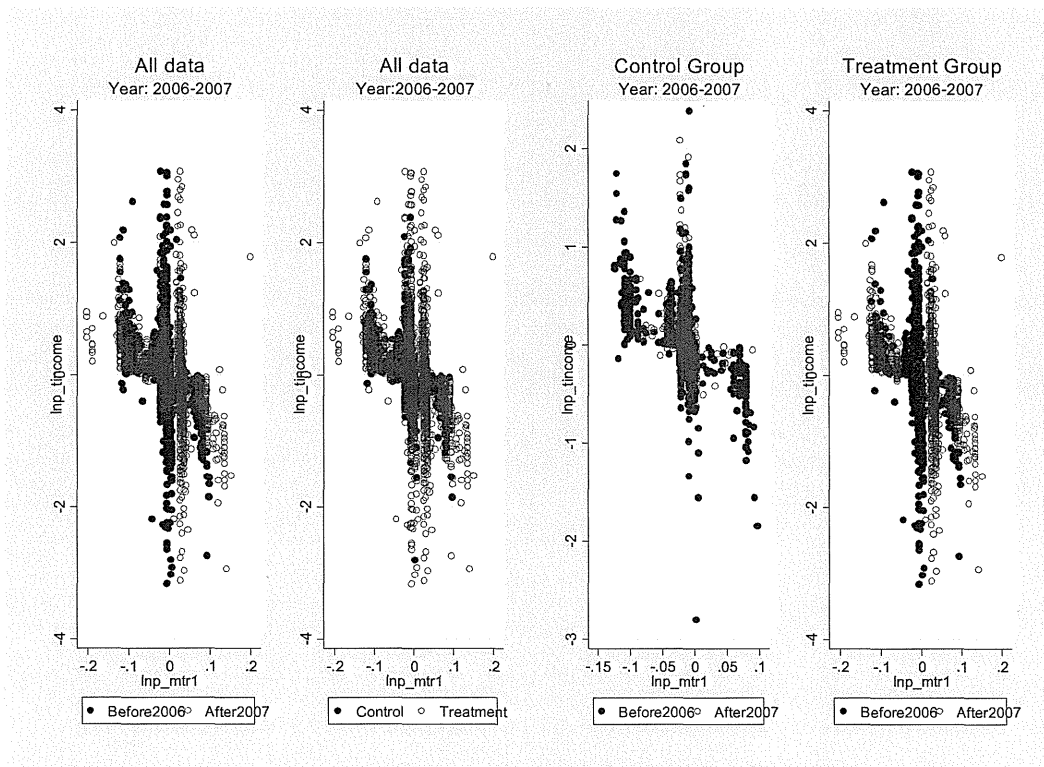 All data
Year: 2006-2007
4
2
0
-2
-4
lnp_tincome
-.2 -.1 0 .1 .2
lnp_mtr1
Before2006 After2007
All data
Year:2006-2007
4
2
0
-2
-4
lnp_tincome
-.2 -.1 0 .1 .2
lnp_mtr1
Control Treatment
Control Group
Year: 2006-2007
2
1
0
-1
-2
-3
lnp_tincome
-.15 -.1 -.05 0 .05 .1
lnp_mtr1
Before2006 After2007
Treatment Group
Year: 2006-2007
4
2
0
-2
-4
lnp_tincome
-.2 -.1 0 .1 .2
lnp_mtr1
Before2006 After2007